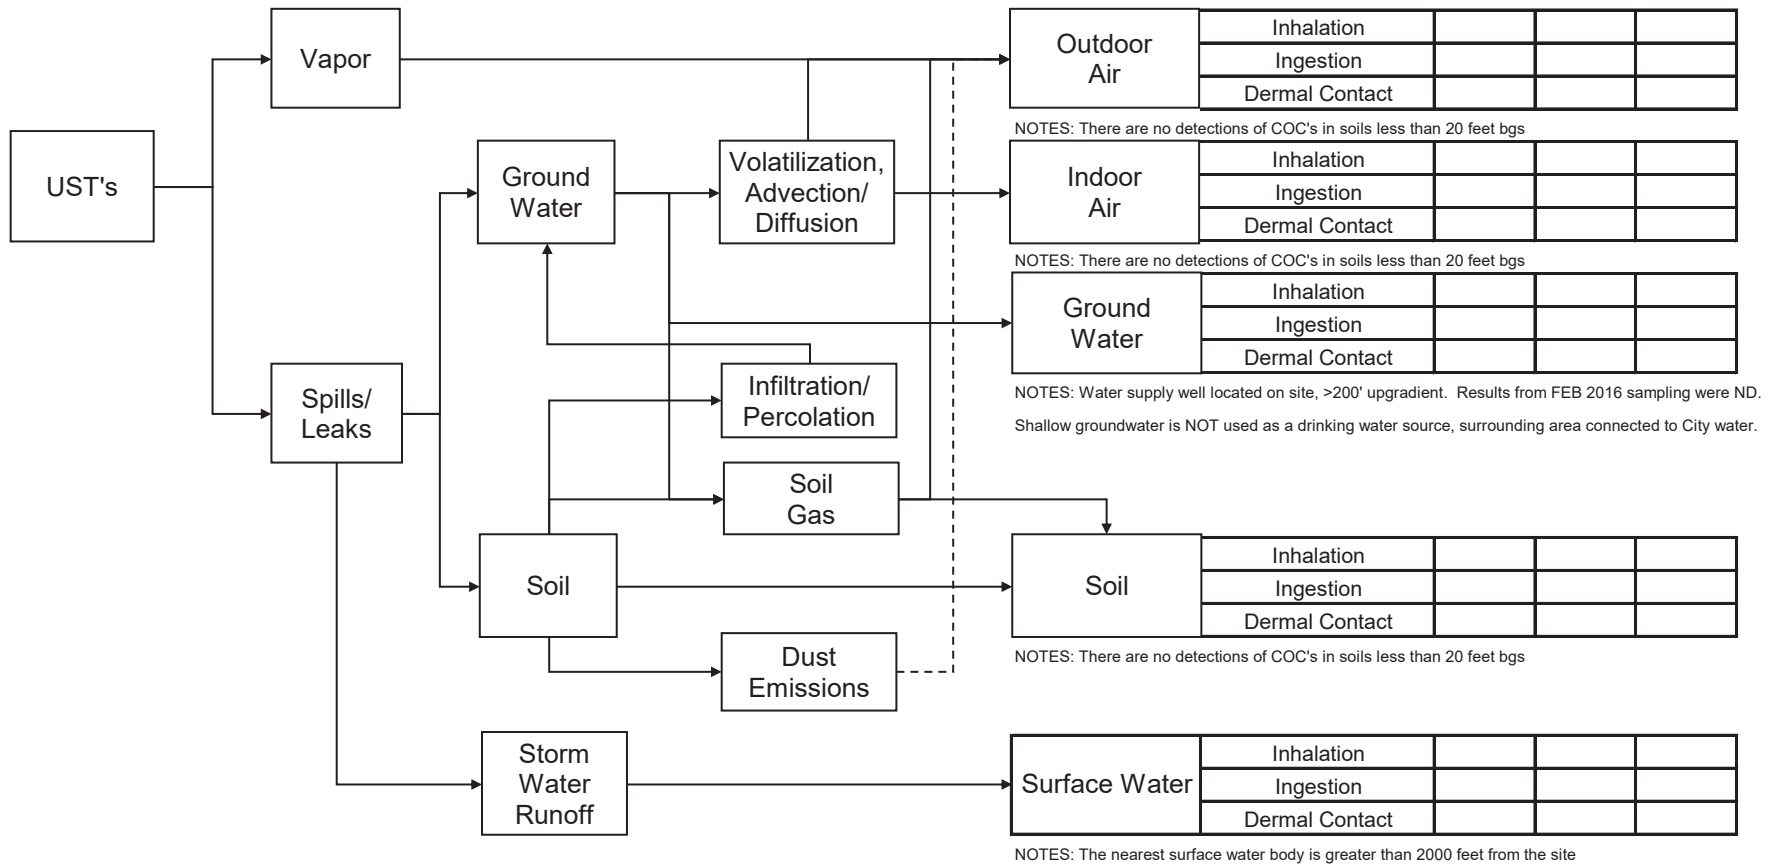 Vapor
Outdoor
Air
Inhalation
Ingestion
Dermal Contact
NOTES: There are no detections of COC's in soils less than 20 feet bgs
UST's
Ground
Water
Volatilization,
Advection/
Diffusion
Indoor
Air
Inhalation
Ingestion
Dermal Contact
NOTES: There are no detections of COC's in soils less than 20 feet bgs
Ground
Water
Inhalation
Ingestion
Dermal Contact
NOTES: Water supply well located on site, >200' upgradient.  Results from FEB 2016 sampling were ND.
Shallow groundwater is NOT used as a drinking water source, surrounding area connected to City water.
Spills/
Leaks
Infiltration/
Percolation
Soil
Gas
Soil
Soil
Inhalation
Ingestion
Dermal Contact
NOTES: There are no detections of COC's in soils less than 20 feet bgs
Dust
Emissions
Storm
Water
Runoff
Surface Water
Inhalation
Ingestion
Dermal Contact
NOTES: The nearest surface water body is greater than 2000 feet from the site